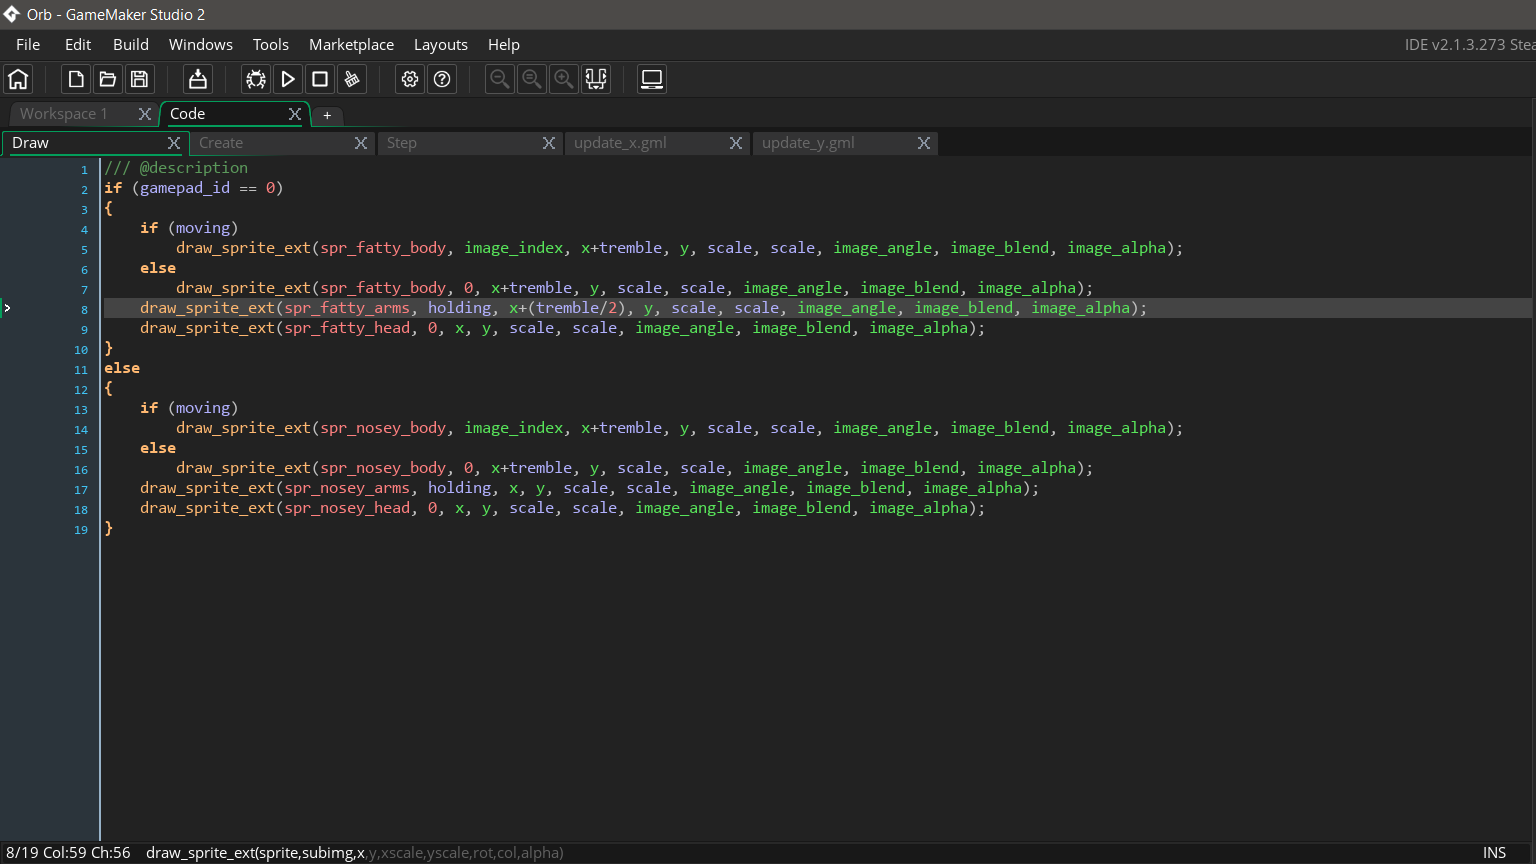 Orb - GameMaker Studio 2
File Edit Build Windows Tools Marketplace Layouts Help IDE v2.1.3.273 Stea
Workspace 1 Code +
Draw Create Step update_x.gml update_y.gml
1 /// @description
2 if (gamepad_id == 0)
3 {
4 if (moving)
5 draw_sprite_ext(spr_fatty_body, image_index, x+tremble, y, scale, scale, image_angle, image_blend, image_alpha);
6 else
7 draw_sprite_ext(spr_fatty_body, 0, x+tremble, y, scale, scale, image_angle, image_blend, image_alpha);
8 draw_sprite_ext(spr_fatty_arms, holding, x+(tremble/2), y, scale, scale, image_angle, image_blend, image_alpha);
9 draw_sprite_ext(spr_fatty_head, 0, x, y, scale, scale, image_angle, image_blend, image_alpha);
10 }
11 else
12 {
13 if (moving)
14 draw_sprite_ext(spr_nosey_body, image_index, x+tremble, y, scale, scale, image_angle, image_blend, image_alpha);
15 else
16 draw_sprite_ext(spr_nosey_body, 0, x+tremble, y, scale, scale, image_angle, image_blend, image_alpha);
17 draw_sprite_ext(spr_nosey_arms, holding, x, y, scale, scale, image_angle, image_blend, image_alpha);
18 draw_sprite_ext(spr_nosey_head, 0, x, y, scale, scale, image_angle, image_blend, image_alpha);
19 }
8/19 Col:59 Ch:56 draw_sprite_ext(sprite,subimg,x,y,xscale,yscale,rot,col,alpha) INS